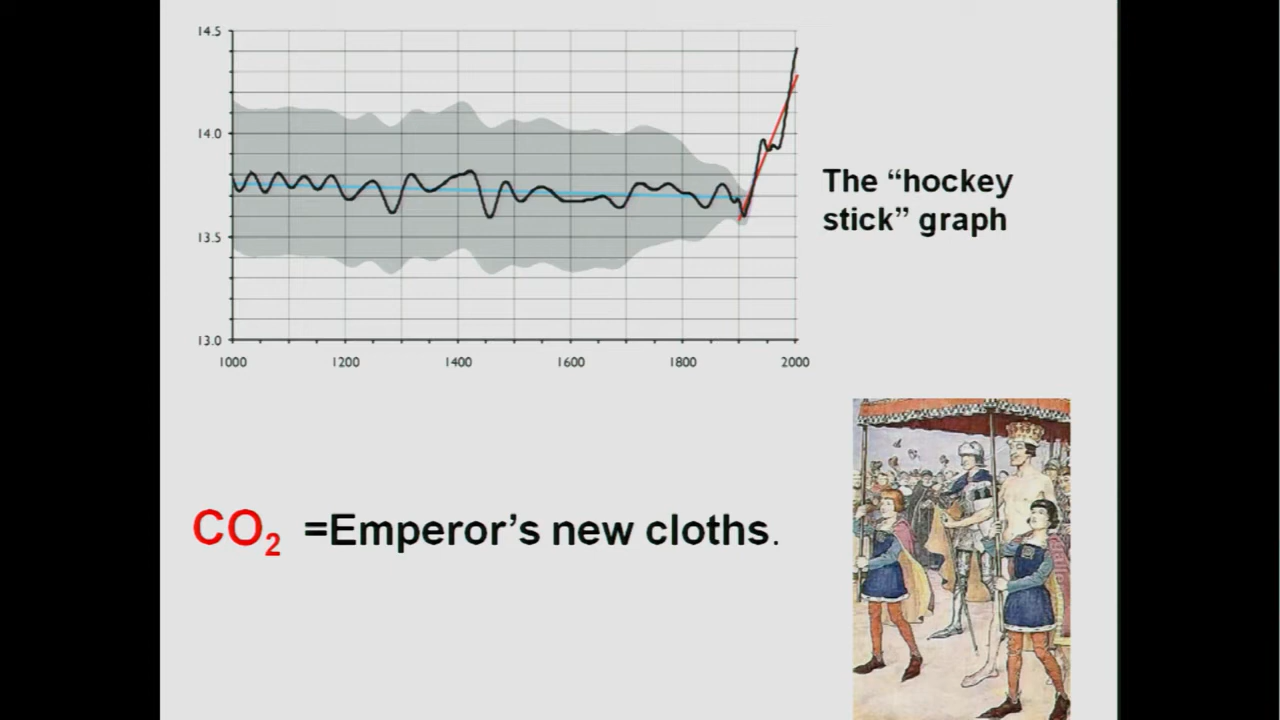 14.5
14.0
13.5
13.0
1000 1200 1400 1600 1800 2000
The “hockey
stick” graph
CO₂ =Emperor’s new cloths.